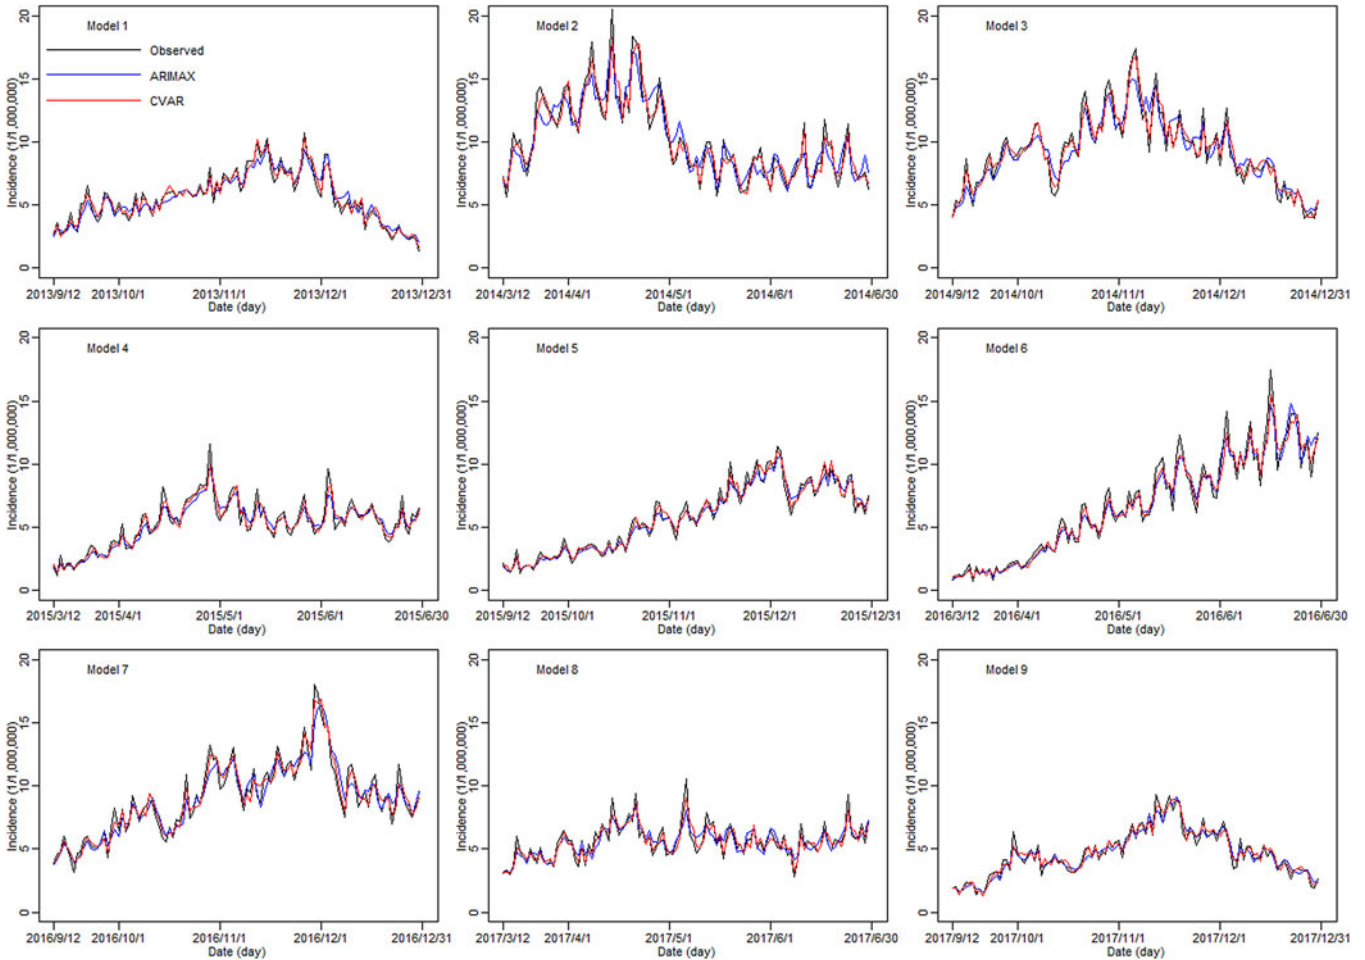 Model 1
Observed
ARIMAX
CVAR
Incidence (1/1,000,000)
0
5
10
15
20
2013/9/12 2013/10/1 2013/11/1 2013/12/1 2013/12/31
Date (day)
Model 2
Incidence (1/1,000,000)
0
5
10
15
20
2014/3/12 2014/4/1 2014/5/1 2014/6/1 2014/6/30
Date (day)
Model 3
Incidence (1/1,000,000)
0
5
10
15
20
2014/9/12 2014/10/1 2014/11/1 2014/12/1 2014/12/31
Date (day)
Model 4
Incidence (1/1,000,000)
0
5
10
15
20
2015/3/12 2015/4/1 2015/5/1 2015/6/1 2015/6/30
Date (day)
Model 5
Incidence (1/1,000,000)
0
5
10
15
20
2015/9/12 2015/10/1 2015/11/1 2015/12/1 2015/12/31
Date (day)
Model 6
Incidence (1/1,000,000)
0
5
10
15
20
2016/3/12 2016/4/1 2016/5/1 2016/6/1 2016/6/30
Date (day)
Model 7
Incidence (1/1,000,000)
0
5
10
15
20
2016/9/12 2016/10/1 2016/11/1 2016/12/1 2016/12/31
Date (day)
Model 8
Incidence (1/1,000,000)
0
5
10
15
20
2017/3/12 2017/4/1 2017/5/1 2017/6/1 2017/6/30
Date (day)
Model 9
Incidence (1/1,000,000)
0
5
10
15
20
2017/9/12 2017/10/1 2017/11/1 2017/12/1 2017/12/31
Date (day)